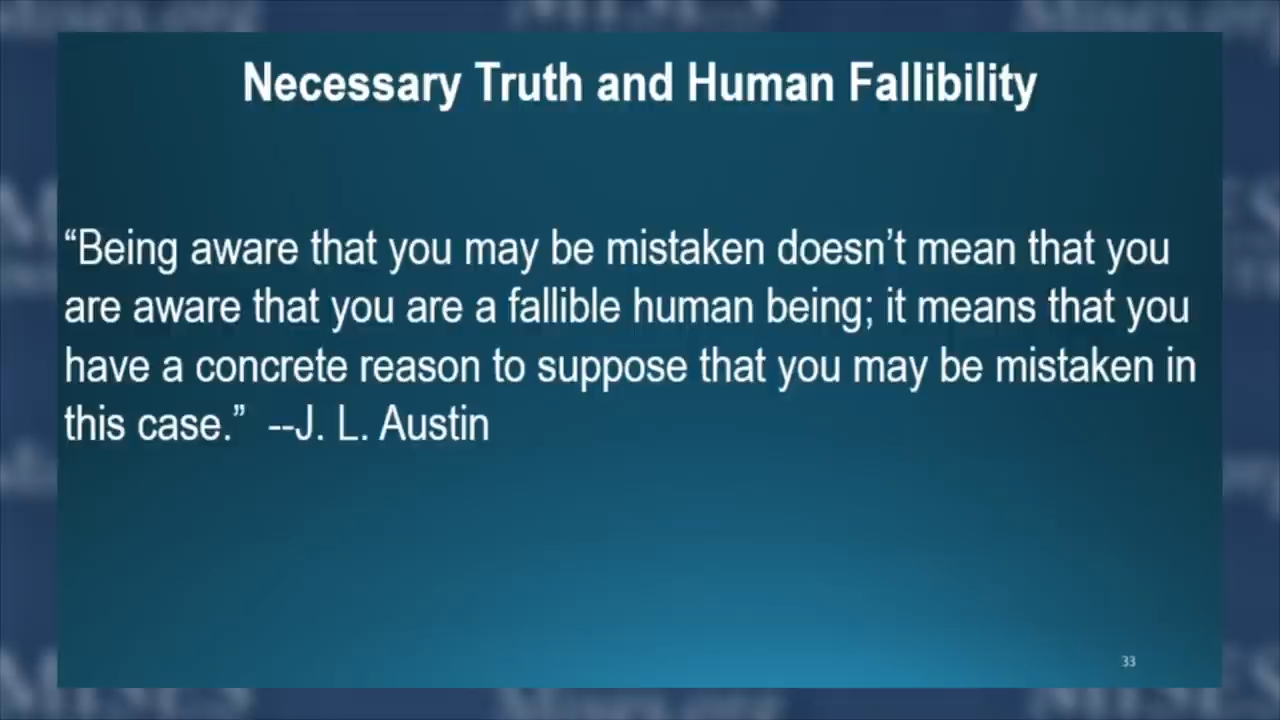 Necessary Truth and Human Fallibility
“Being aware that you may be mistaken doesn’t mean that you
are aware that you are a fallible human being; it means that you
have a concrete reason to suppose that you may be mistaken in
this case.”  --J. L. Austin
33